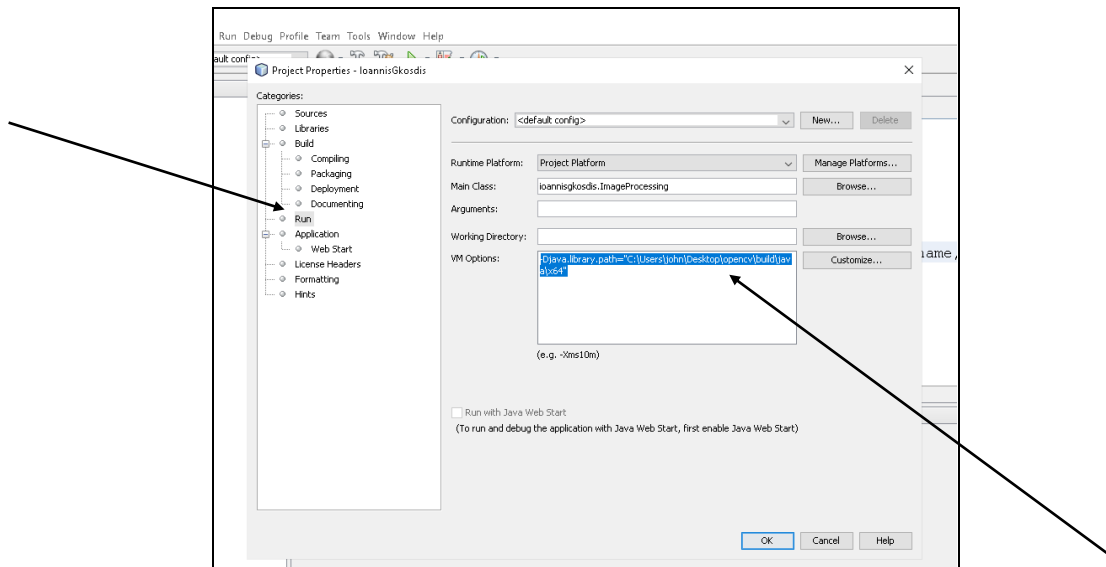 Run Debug Profile Team Tools Window Help
ault config>
Project Properties - IoannisGkosdis
Categories:
Sources
Libraries
Build
Compiling
Packaging
Deployment
Documenting
Run
Application
Web Start
License Headers
Formatting
Hints
Configuration: <default config> New... Delete
Runtime Platform: Project Platform Manage Platforms...
Main Class: ioannisgkosdis.ImageProcessing Browse...
Arguments:
Working Directory: Browse...
VM Options: -Djava.library.path="C:\Users\john\Desktop\opencv\build\jav
a\x64" Customize...
(e.g. -Xms10m)
Run with Java Web Start
(To run and debug the application with Java Web Start, first enable Java Web Start)
OK Cancel Help
name,